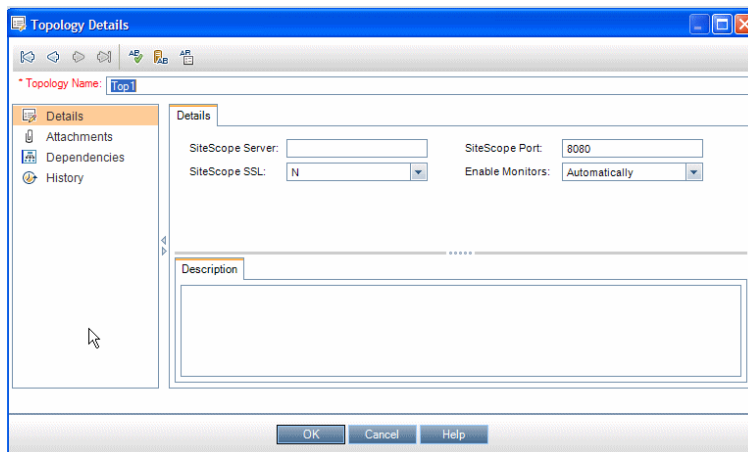 Topology Details
* Topology Name: Top1
Details
Attachments
Dependencies
History
Details
SiteScope Server:
SiteScope Port: 8080
SiteScope SSL: N
Enable Monitors: Automatically
Description
OK Cancel Help